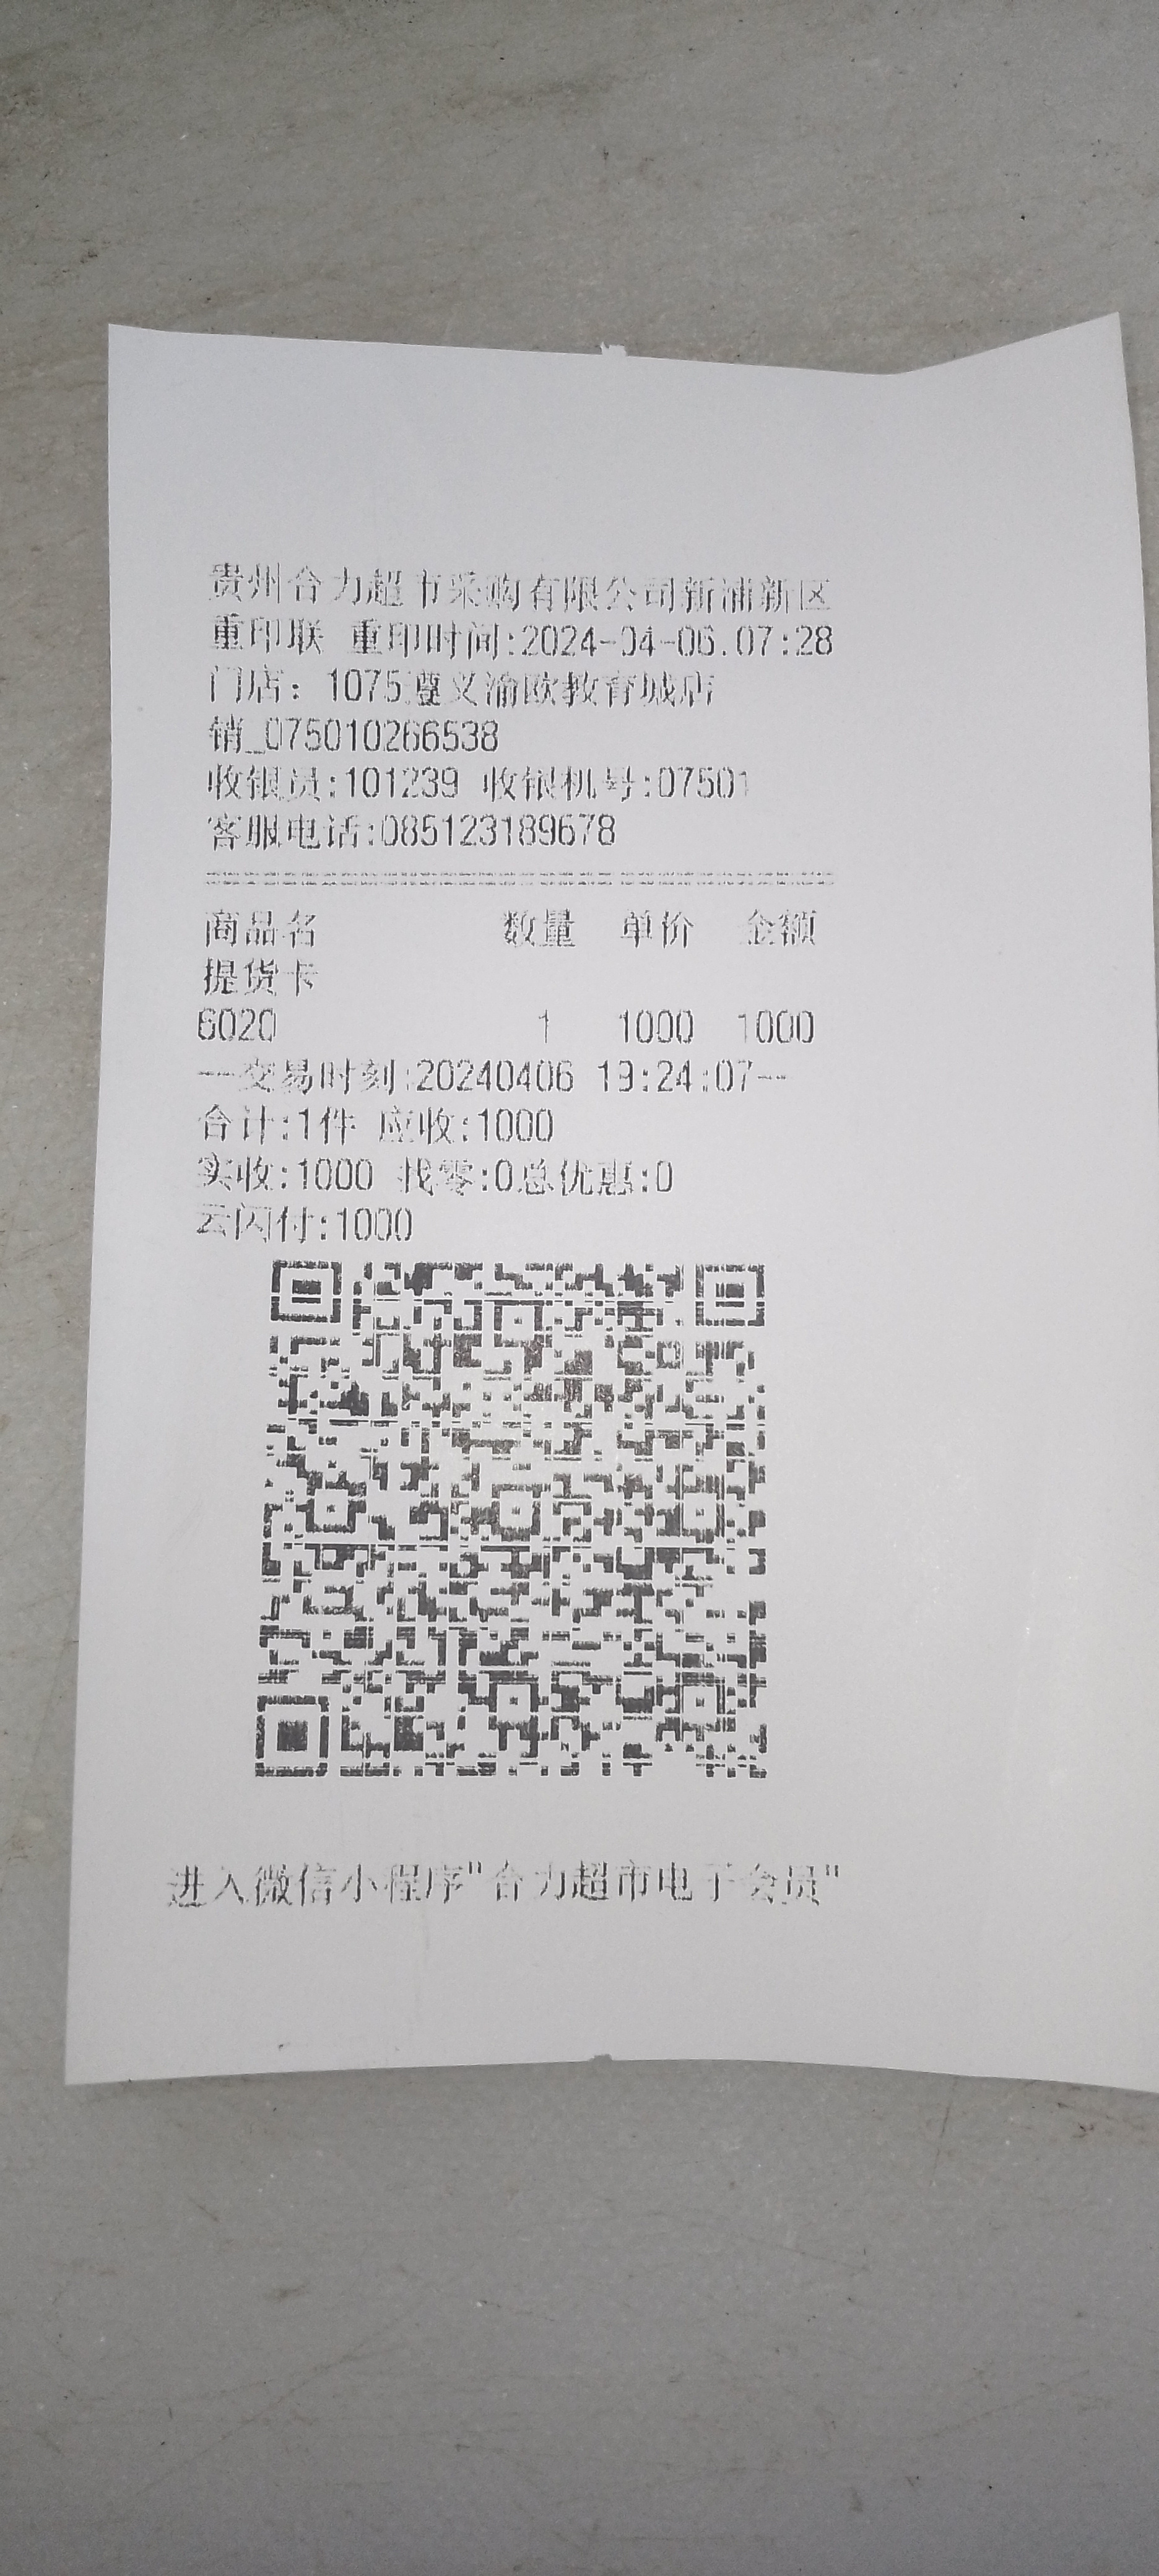 贵州合力超市采购有限公司新浦新区
重印联 重印时间:2024-04-06.07:28
门店：1075遵义渝欧教育城店
销_075010266538
收银员:101239 收银机号:07501
客服电话:085123189678
商品名 数量 单价 金额
提货卡
6020 1 1000 1000
--交易时刻:20240406 19:24:07--
合计:1件 应收:1000
实收:1000 找零:0总优惠:0
云闪付:1000
进入微信小程序"合力超市电子会员"